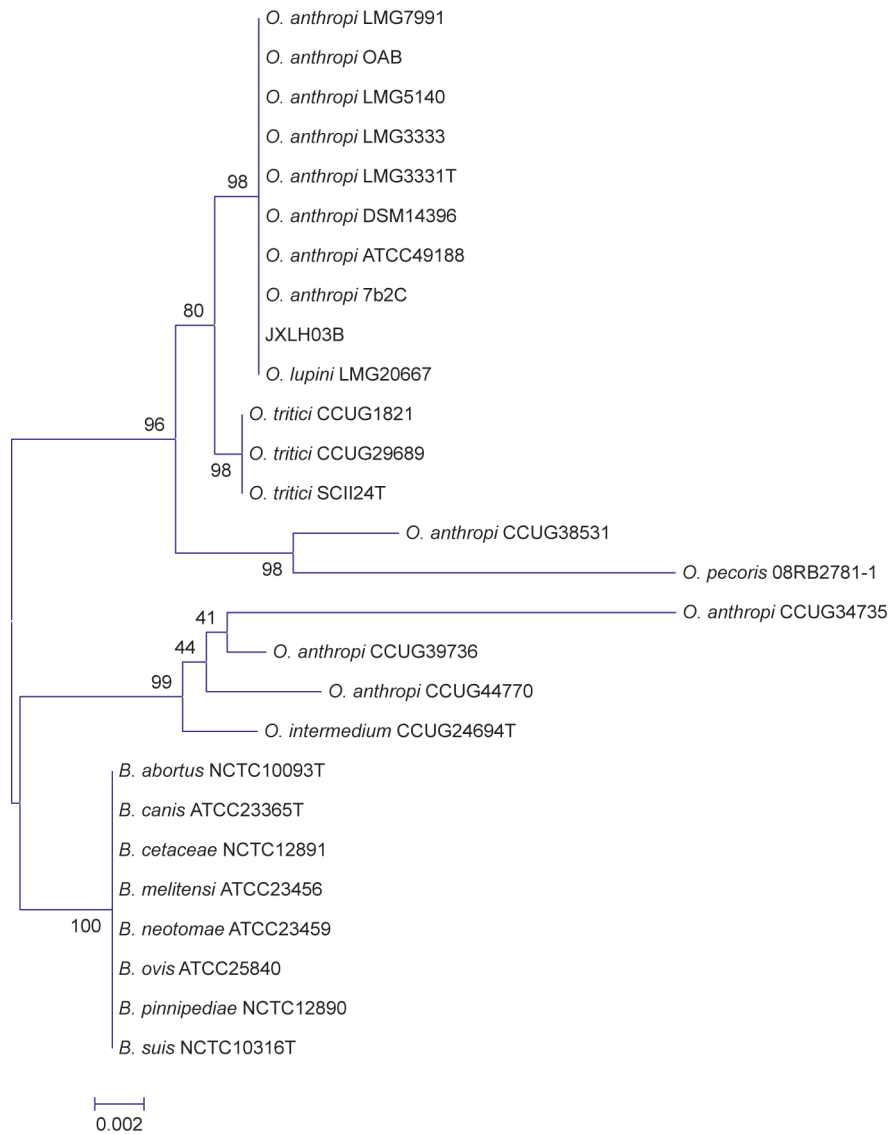 O. anthropi LMG7991
O. anthropi OAB
O. anthropi LMG5140
O. anthropi LMG3333
O. anthropi LMG3331T
98
O. anthropi DSM14396
O. anthropi ATCC49188
O. anthropi 7b2C
80
JXLH03B
O. lupini LMG20667
O. tritici CCUG1821
96
O. tritici CCUG29689
98
O. tritici SCII24T
O. anthropi CCUG38531
98
O. pecoris 08RB2781-1
O. anthropi CCUG34735
41
O. anthropi CCUG39736
44
O. anthropi CCUG44770
99
O. intermedium CCUG24694T
B. abortus NCTC10093T
B. canis ATCC23365T
B. cetaceae NCTC12891
B. melitensi ATCC23456
100
B. neotomae ATCC23459
B. ovis ATCC25840
B. pinnipediae NCTC12890
B. suis NCTC10316T
0.002